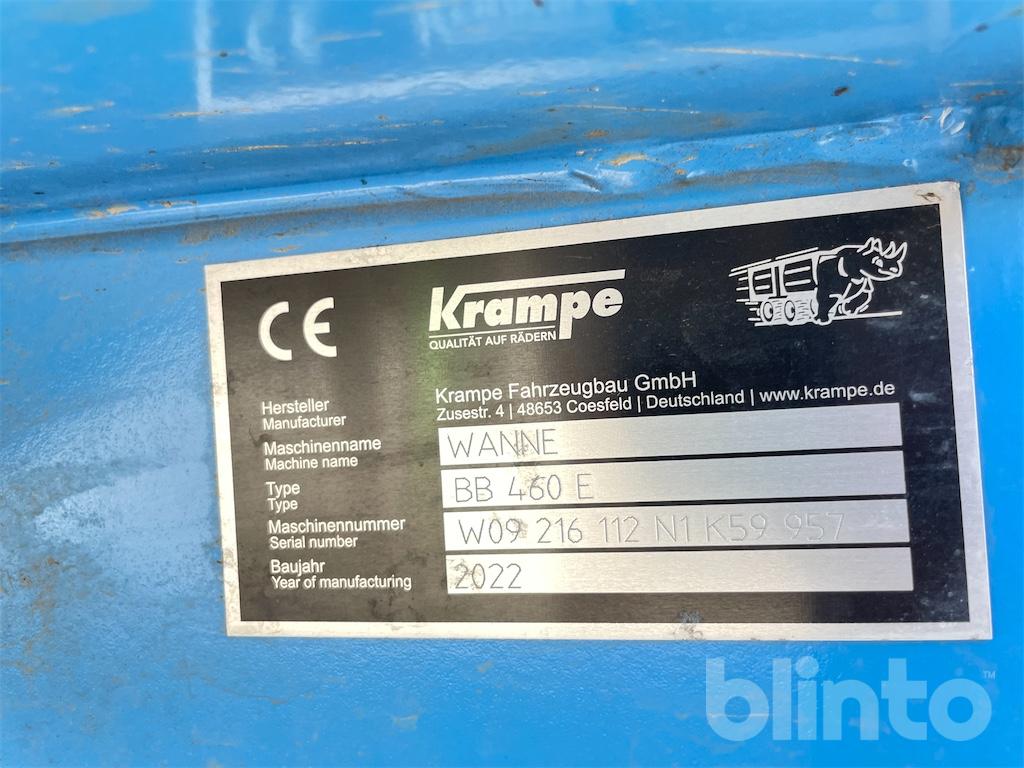 CE
Krampe
QUALITÄT AUF RÄDERN
Krampe Fahrzeugbau GmbH
Zusestr. 4 | 48653 Coesfeld | Deutschland | www.krampe.de
Hersteller
Manufacturer
Maschinenname
Machine name
WANNE
Type
Type
BB 460 E
Maschinennummer
Serial number
W09 216 112 N1 K59 957
Baujahr
Year of manufacturing
2022
blinto™